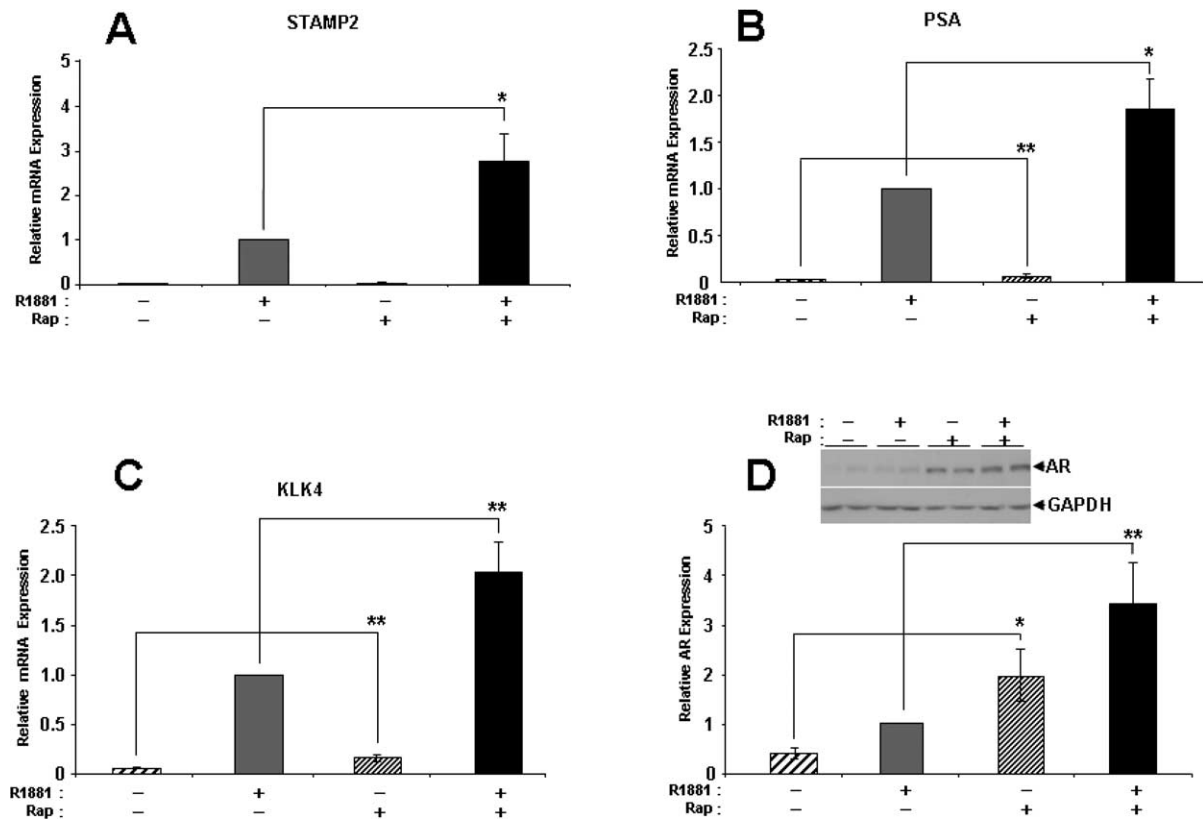 A
STAMP2
Relative mRNA Expression
5
4
3
2
1
0
*
R1881 : – + – +
Rap : – – + +
B
PSA
Relative mRNA Expression
2.5
2.0
1.5
1.0
0.5
0
**
*
R1881 : – + – +
Rap : – – + +
C
KLK4
Relative mRNA Expression
2.5
2.0
1.5
1.0
0.5
0
**
**
R1881 : – + – +
Rap : – – + +
D
R1881 : – + – +
Rap : – – + +
AR
GAPDH
Relative AR Expression
5
4
3
2
1
0
*
**
R1881 : – + – +
Rap : – – + +